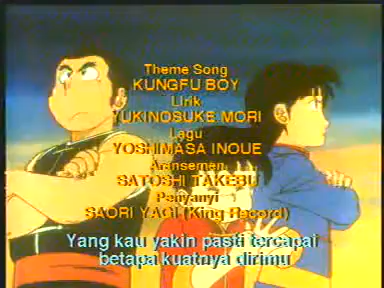 Theme Song
KUNGFU BOY
Lirik
YUKINOSUKE MORI
Lagu
YOSHIMASA INOUE
Aransemen
SATOSHI TAKEBU
Penyanyi
SAORI YAGI (King Record)
Yang kau yakin pasti tercapai
betapa kuatnya dirimu